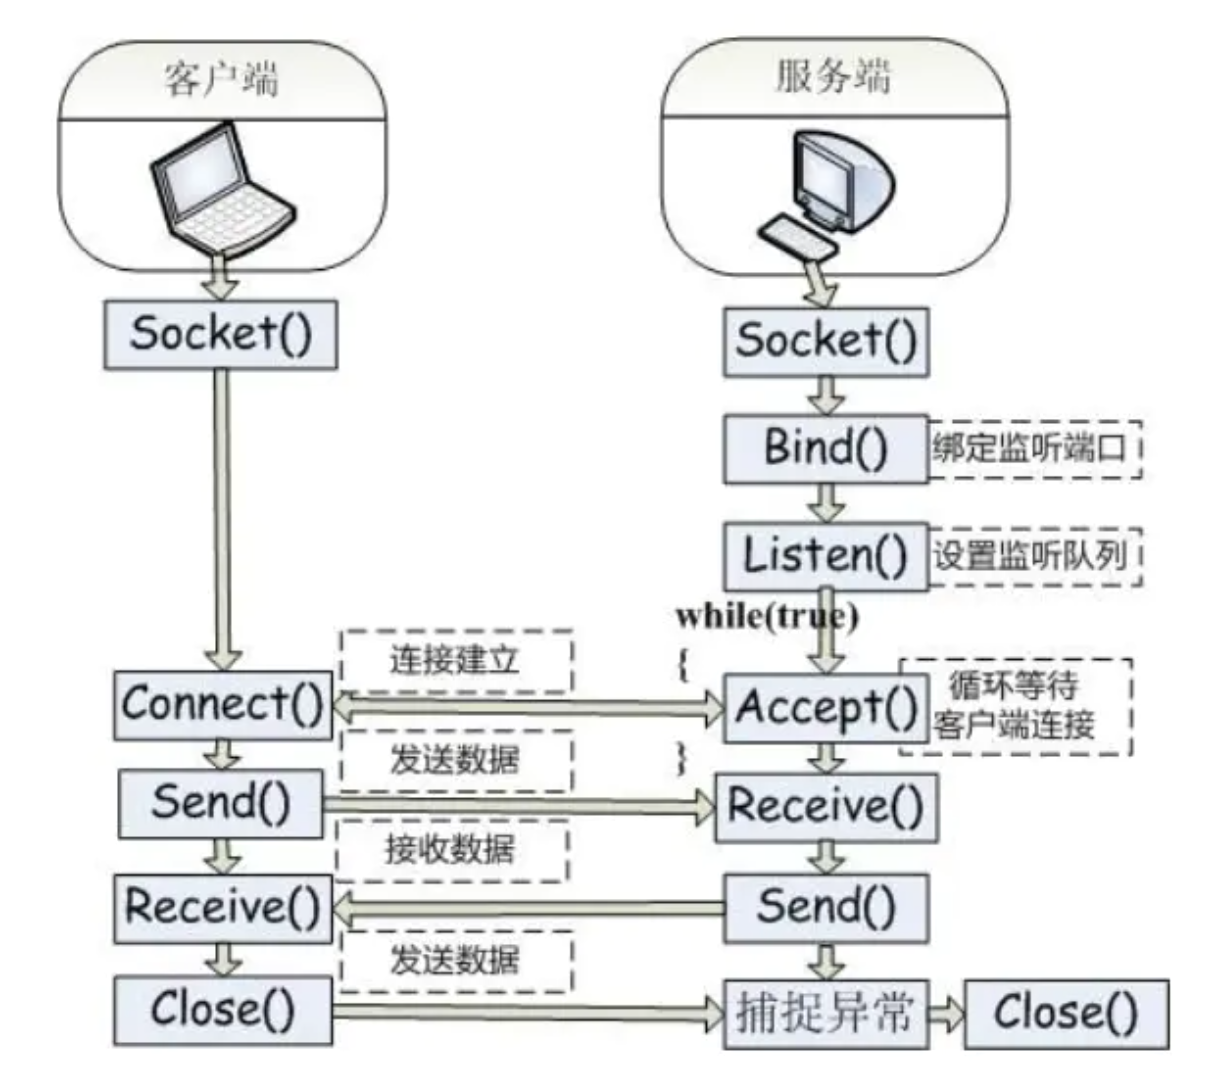 客户端
服务端
Socket()
Socket()
Bind()
绑定监听端口
Listen()
设置监听队列
while(true)
{
连接建立
Connect()
Accept()
循环等待
客户端连接
}
发送数据
Send()
Receive()
接收数据
Receive()
Send()
发送数据
Close()
捕捉异常
Close()